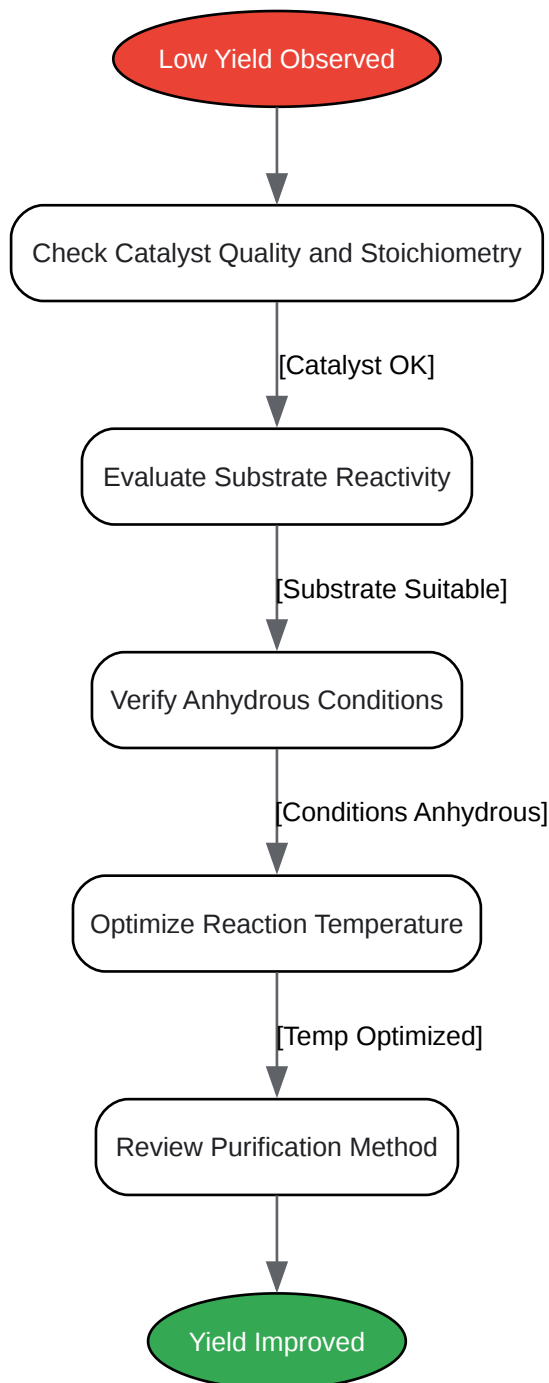 Low Yield Observed
Check Catalyst Quality and Stoichiometry
[Catalyst OK]
Evaluate Substrate Reactivity
[Substrate Suitable]
Verify Anhydrous Conditions
[Conditions Anhydrous]
Optimize Reaction Temperature
[Temp Optimized]
Review Purification Method
Yield Improved